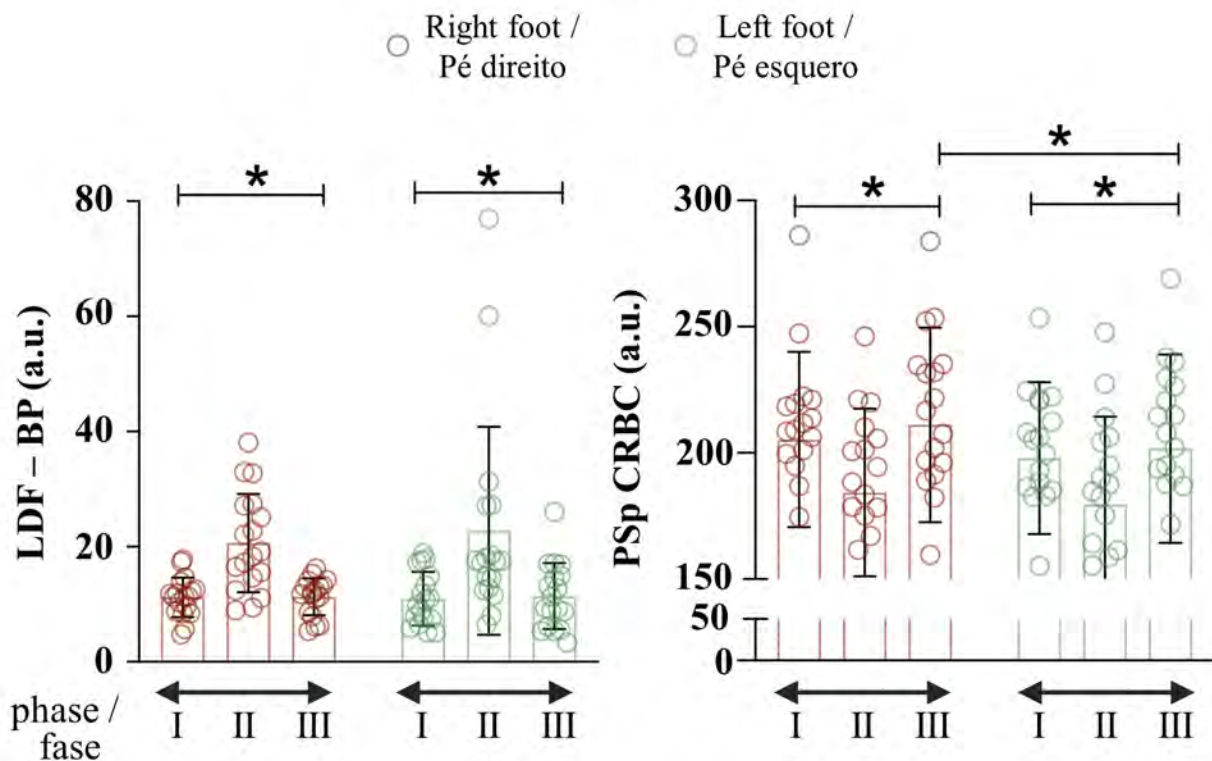 Right foot /
Pé direito
Left foot /
Pé esquero
*
*
*
*
*
LDF – BP (a.u.)
80
60
40
20
0
PSp CRBC (a.u.)
300
250
200
150
50
0
phase /
fase
I II III I II III
I II III I II III